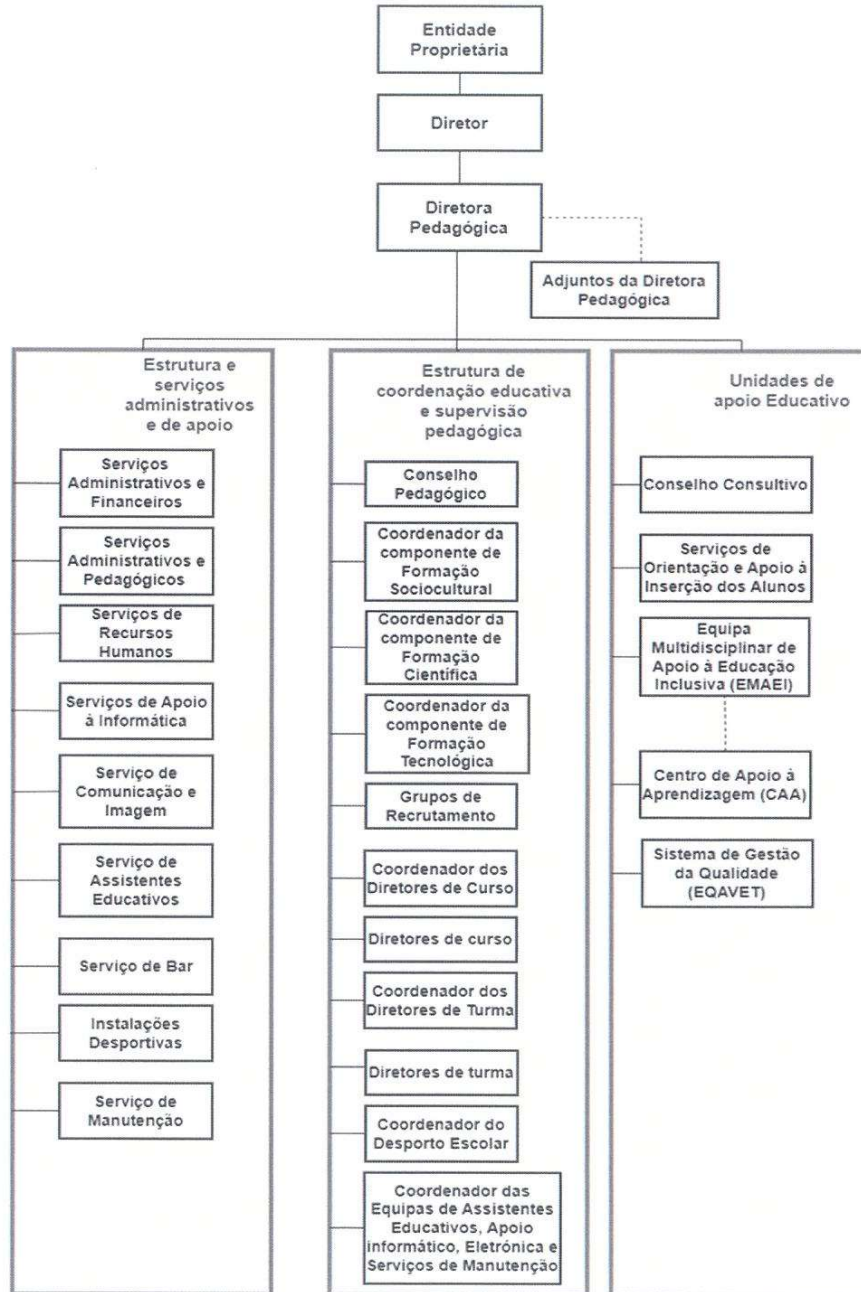 Entidade
Proprietária
Diretor
Diretora
Pedagógica
Adjuntos da Diretora
Pedagógica
Estrutura e
serviços
administrativos
e de apoio
Serviços
Administrativos e
Financeiros
Serviços
Administrativos e
Pedagógicos
Serviços de
Recursos
Humanos
Serviços de Apoio
á Informática
Serviço de
Comunicação e
Imagem
Serviço de
Assistentes
Educativos
Serviço de Bar
Instalações
Desportivas
Serviço de
Manutenção
Estrutura de
coordenação educativa
e supervisão
pedagógica
Conselho
Pedagógico
Coordenador da
componente de
Formação
Sociocultural
Coordenador da
componente de
Formação
Científica
Coordenador da
componente de
Formação
Tecnológica
Grupos de
Recrutamento
Coordenador dos
Diretores de Curso
Diretores de curso
Coordenador dos
Diretores de Turma
Diretores de turma
Coordenador do
Desporto Escolar
Coordenador das
Equipas de Assistentes
Educativos, Apoio
informático, Eletrónica e
Serviços de Manutenção
Unidades de
apoio Educativo
Conselho Consultivo
Serviços de
Orientação e Apoio à
Inserção dos Alunos
Equipa
Multidisciplinar de
Apoio à Educação
Inclusiva (EMAEI)
Centro de Apoio à
Aprendizagem (CAA)
Sistema de Gestão
da Qualidade
(EQAVET)